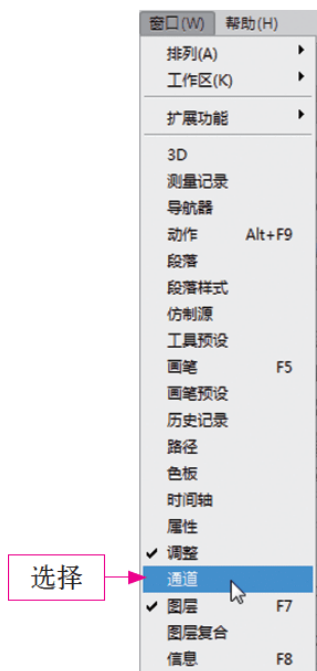 窗口(W) 帮助(H)
排列(A)
工作区(K)
扩展功能
3D
测量记录
导航器
动作 Alt+F9
段落
段落样式
仿制源
工具预设
画笔 F5
画笔预设
历史记录
路径
色板
时间轴
属性
调整
选择 通道
图层 F7
图层复合
信息 F8